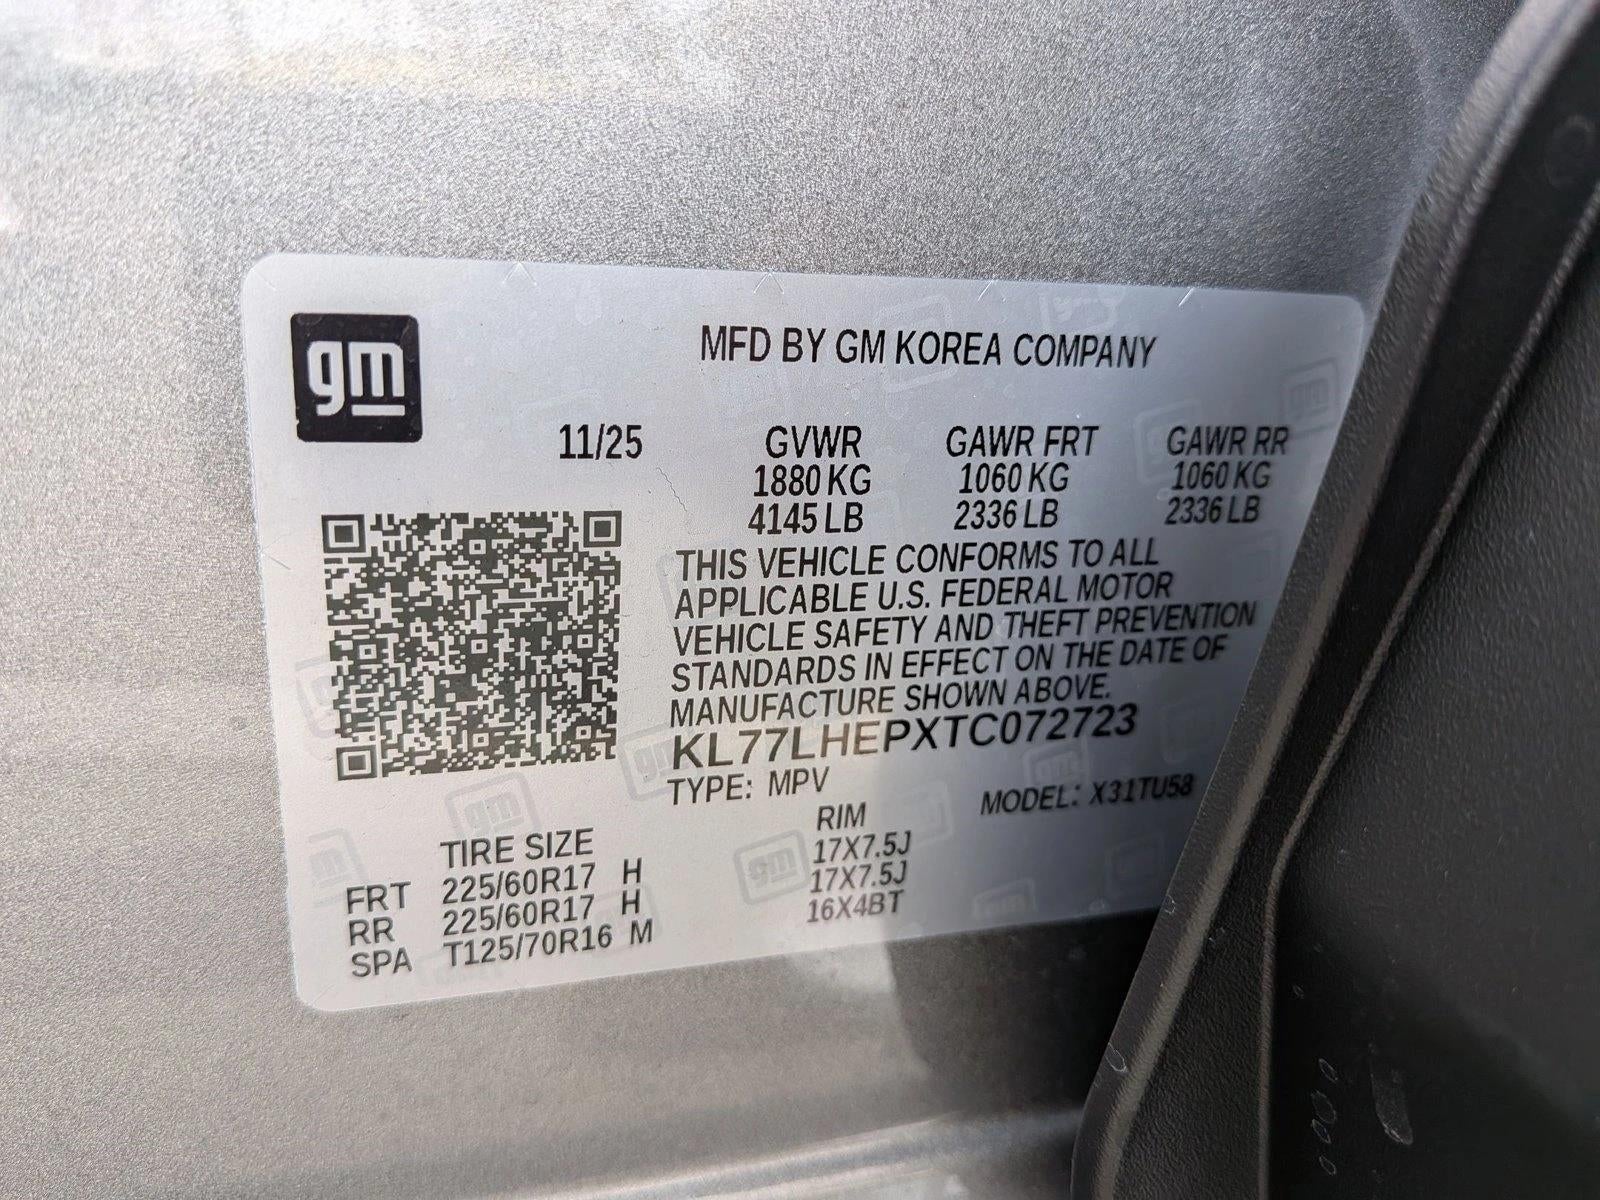 gm
MFD BY GM KOREA COMPANY
11/25 GVWR GAWR FRT GAWR RR
1880 KG 1060 KG 1060 KG
4145 LB 2336 LB 2336 LB
THIS VEHICLE CONFORMS TO ALL
APPLICABLE U.S. FEDERAL MOTOR
VEHICLE SAFETY AND THEFT PREVENTION
STANDARDS IN EFFECT ON THE DATE OF
MANUFACTURE SHOWN ABOVE.
KL77LHEPXTC072723
TYPE: MPV MODEL: X31TU58
TIRE SIZE RIM
FRT 225/60R17 H 17X7.5J
RR 225/60R17 H 17X7.5J
SPA T125/70R16 M 16X4BT